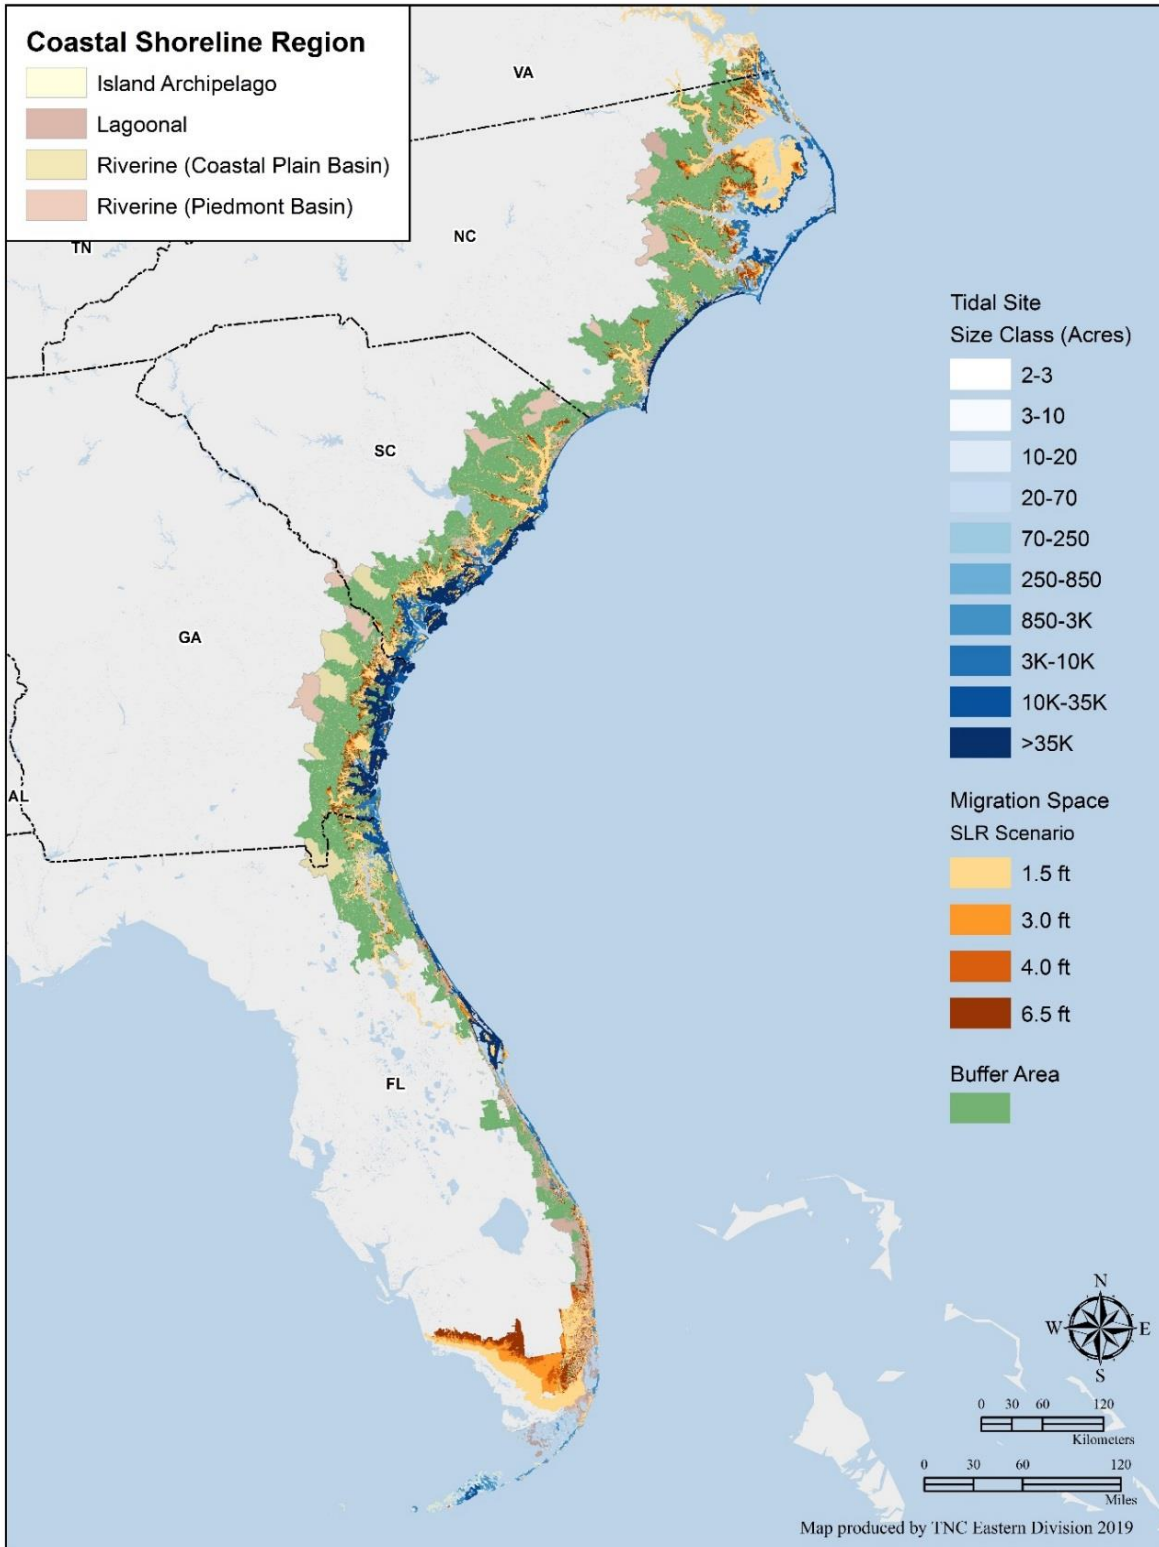 Coastal Shoreline Region
Island Archipelago
Lagoonal
Riverine (Coastal Plain Basin)
Riverine (Piedmont Basin)
VA
TN
NC
SC
GA
AL
FL
Tidal Site
Size Class (Acres)
2-3
3-10
10-20
20-70
70-250
250-850
850-3K
3K-10K
10K-35K
>35K
Migration Space
SLR Scenario
1.5 ft
3.0 ft
4.0 ft
6.5 ft
Buffer Area
N
W E
S
0 30 60 120
Kilometers
0 30 60 120
Miles
Map produced by TNC Eastern Division 2019